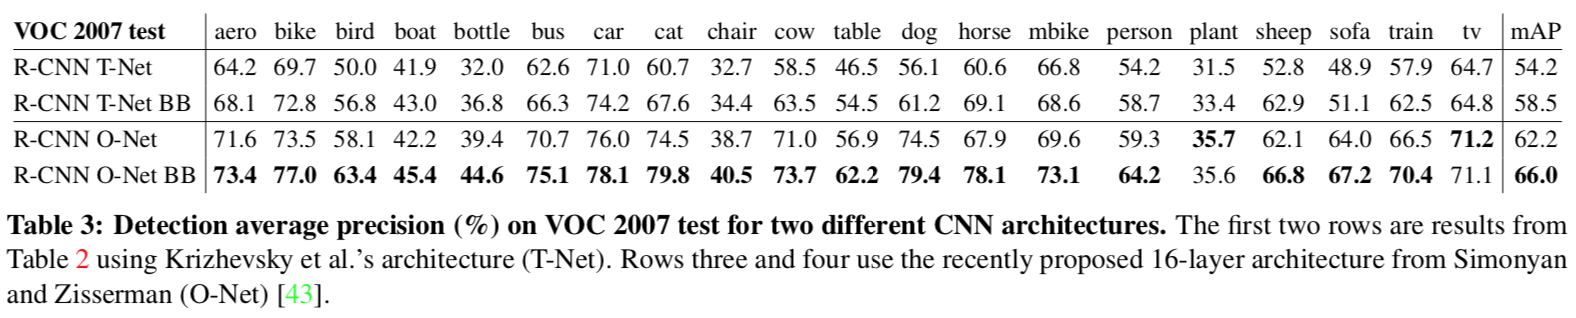 VOC 2007 test aero bike bird boat bottle bus car cat chair cow table dog horse mbike person plant sheep sofa train tv mAP
R-CNN T-Net 64.2 69.7 50.0 41.9 32.0 62.6 71.0 60.7 32.7 58.5 46.5 56.1 60.6 66.8 54.2 31.5 52.8 48.9 57.9 64.7 54.2
R-CNN T-Net BB 68.1 72.8 56.8 43.0 36.8 66.3 74.2 67.6 34.4 63.5 54.5 61.2 69.1 68.6 58.7 33.4 62.9 51.1 62.5 64.8 58.5
R-CNN O-Net 71.6 73.5 58.1 42.2 39.4 70.7 76.0 74.5 38.7 71.0 56.9 74.5 67.9 69.6 59.3 35.7 62.1 64.0 66.5 71.2 62.2
R-CNN O-Net BB 73.4 77.0 63.4 45.4 44.6 75.1 78.1 79.8 40.5 73.7 62.2 79.4 78.1 73.1 64.2 35.6 66.8 67.2 70.4 71.1 66.0
Table 3: Detection average precision (%) on VOC 2007 test for two different CNN architectures. The first two rows are results from
Table 2 using Krizhevsky et al.'s architecture (T-Net). Rows three and four use the recently proposed 16-layer architecture from Simonyan
and Zisserman (O-Net) [43].